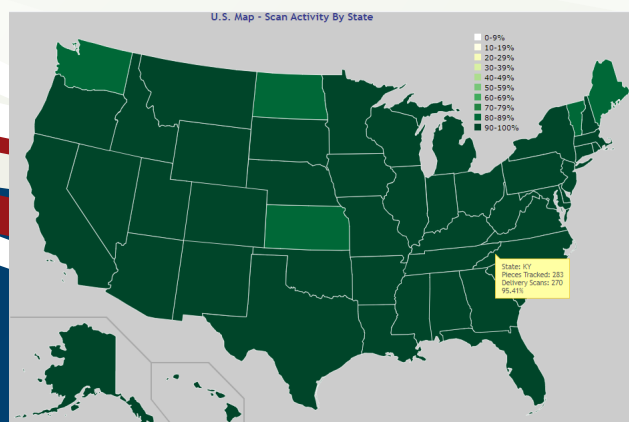 U.S. Map - Scan Activity By State
0-9%
10-19%
20-29%
30-39%
40-49%
50-59%
60-69%
70-79%
80-89%
90-100%
State: KY
Pieces Tracked: 283
Delivery Scans: 270
95.41%